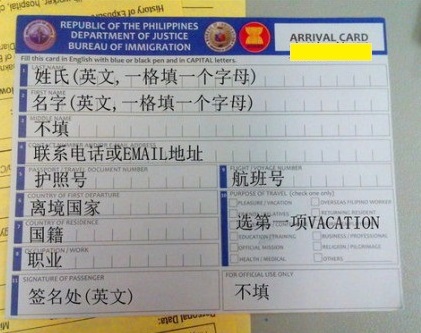 REPUBLIC OF THE PHILIPPINES
DEPARTMENT OF JUSTICE
BUREAU OF IMMIGRATION
ARRIVAL CARD
Fill this card in English with blue or black pen and in CAPITAL letters.
姓氏(英文,一格填一个字母)
FIRST NAME
名字(英文,一格填一个字母)
不填
联系电话或EMAIL地址
PASSPORT / TRAVEL DOCUMENT NUMBER
护照号
FLIGHT / VOYAGE NUMBER
航班号
COUNTRY OF FIRST DEPARTURE
离境国家
PURPOSE OF TRAVEL (check one only)
PLEASURE / VACATION
OVERSEAS FILIPINO WORKER
选第一项VACATION
COUNTRY OF RESIDENCE
国籍
EDUCATION / TRAINING
BUSINESS / RELIGION
OFFICIAL MISSION
RELIGION / PILGRIMAGE
HEALTH / MEDICAL
OTHERS
OCCUPATION / WORK
职业
SIGNATURE OF PASSENGER
签名处(英文)
FOR OFFICIAL USE ONLY
不填